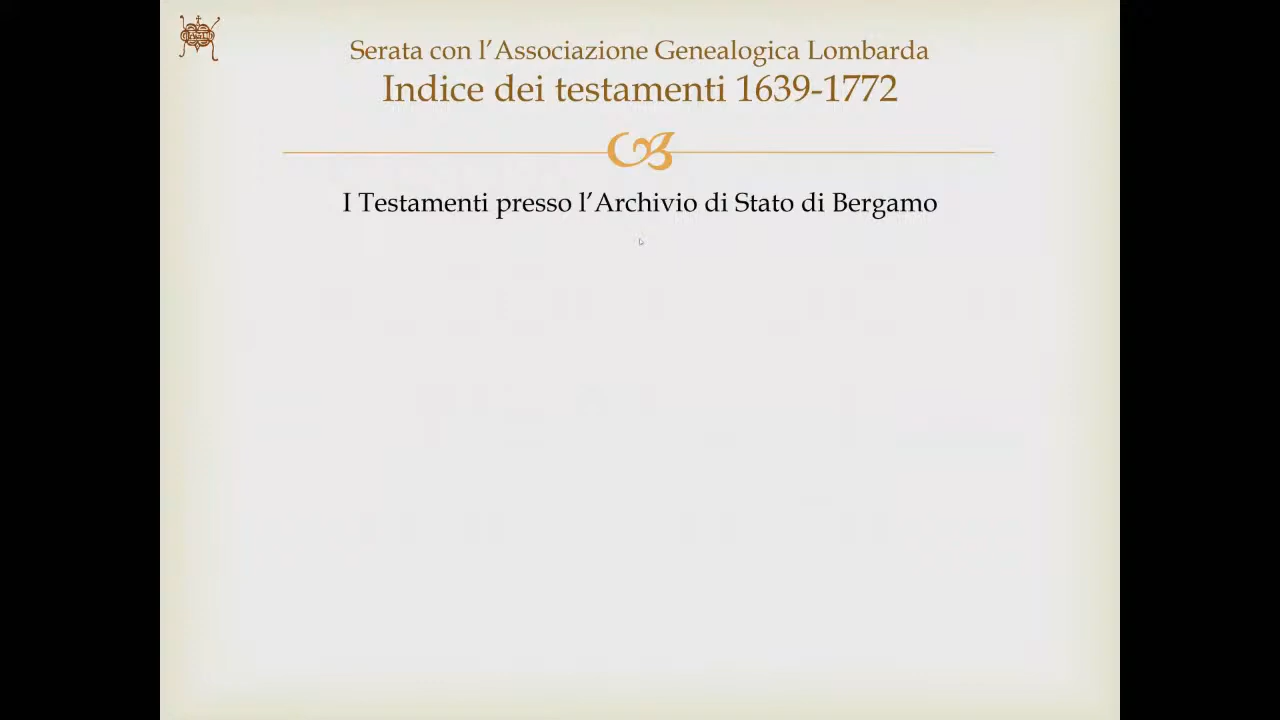 Serata con l’Associazione Genealogica Lombarda
Indice dei testamenti 1639-1772
I Testamenti presso l’Archivio di Stato di Bergamo